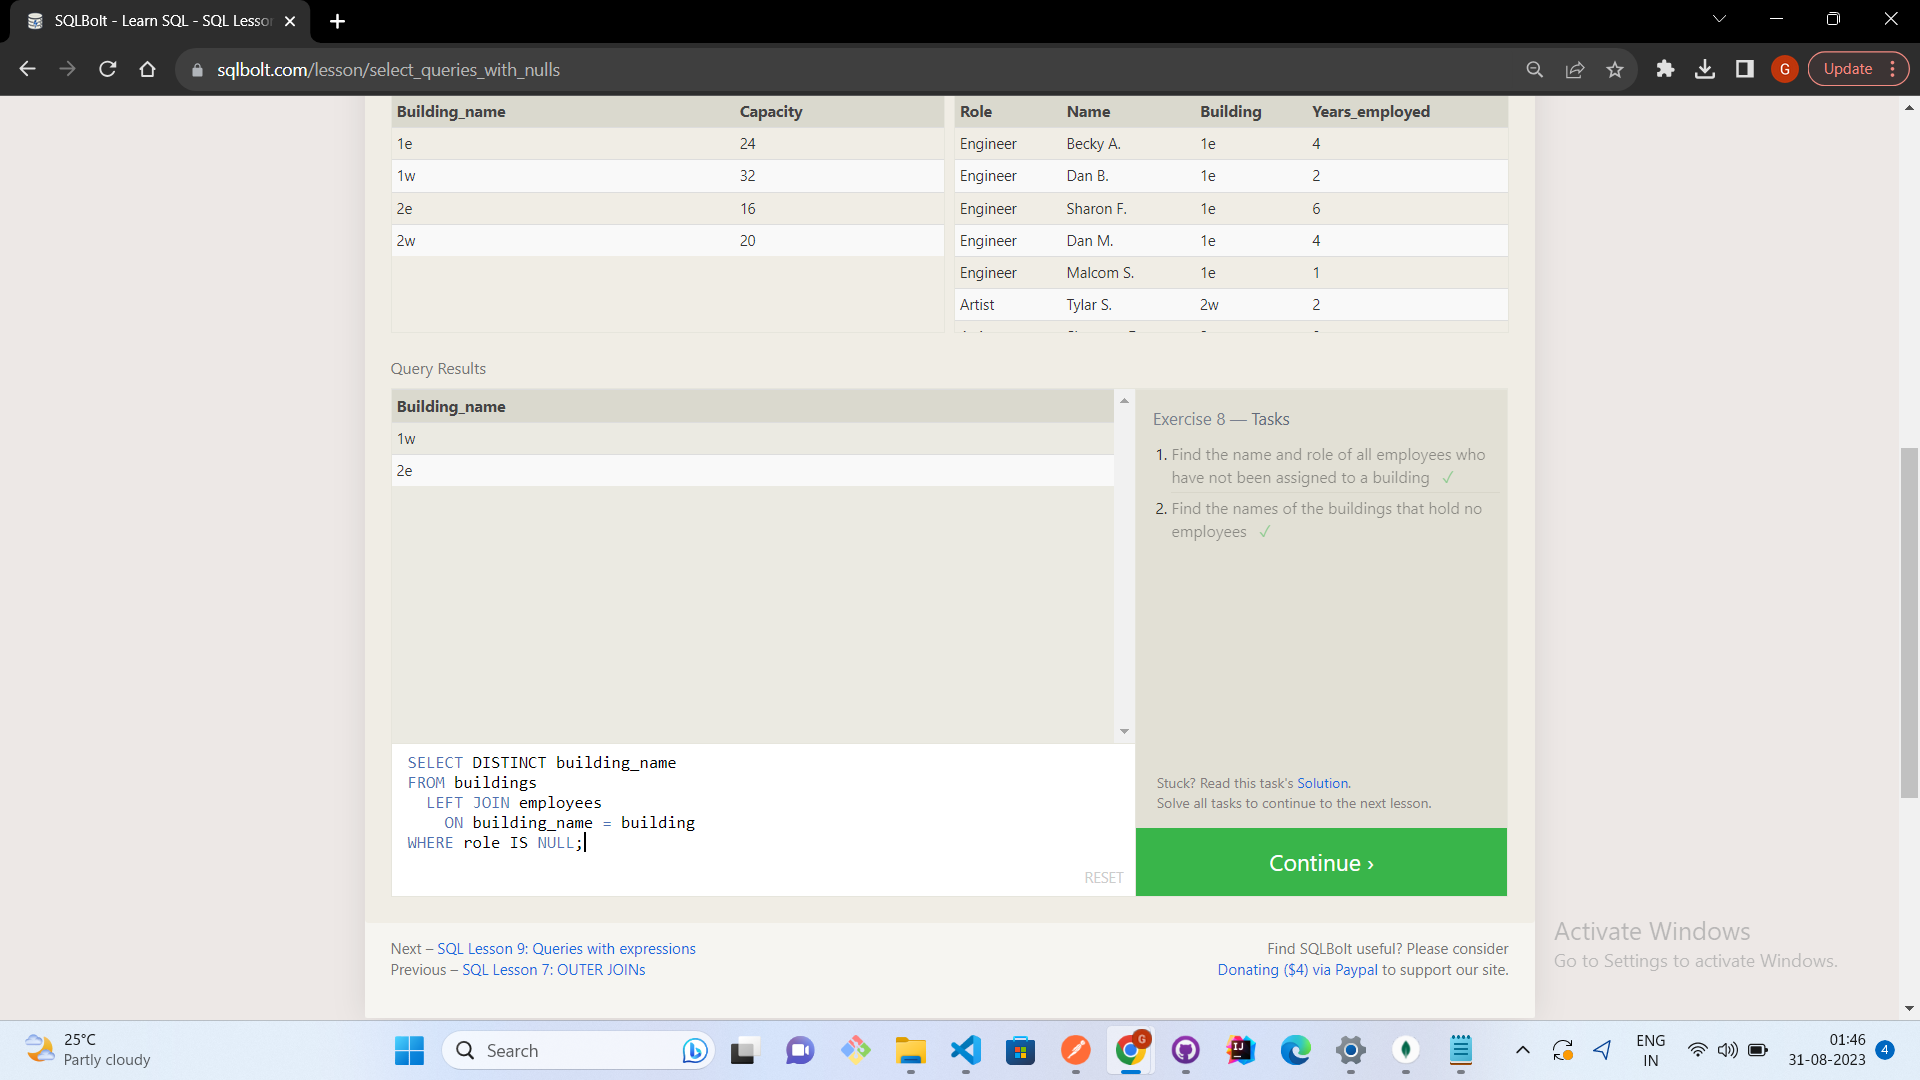 SQLBolt - Learn SQL - SQL Lesson
sqlbolt.com/lesson/select_queries_with_nulls
G
Update
Building_name Capacity
1e 24
1w 32
2e 16
2w 20
Role Name Building Years_employed
Engineer Becky A. 1e 4
Engineer Dan B. 1e 2
Engineer Sharon F. 1e 6
Engineer Dan M. 1e 4
Engineer Malcom S. 1e 1
Artist Tylar S. 2w 2
Query Results
Building_name
1w
2e
Exercise 8 — Tasks
1. Find the name and role of all employees who
have not been assigned to a building ✓
2. Find the names of the buildings that hold no
employees ✓
SELECT DISTINCT building_name
FROM buildings
LEFT JOIN employees
ON building_name = building
WHERE role IS NULL;
RESET
Stuck? Read this task's Solution.
Solve all tasks to continue to the next lesson.
Continue ›
Next – SQL Lesson 9: Queries with expressions
Previous – SQL Lesson 7: OUTER JOINs
Find SQLBolt useful? Please consider
Donating ($4) via Paypal to support our site.
Activate Windows
Go to Settings to activate Windows.
25°C
Partly cloudy
Search
G
IJ
ENG
IN
01:46
31-08-2023
4